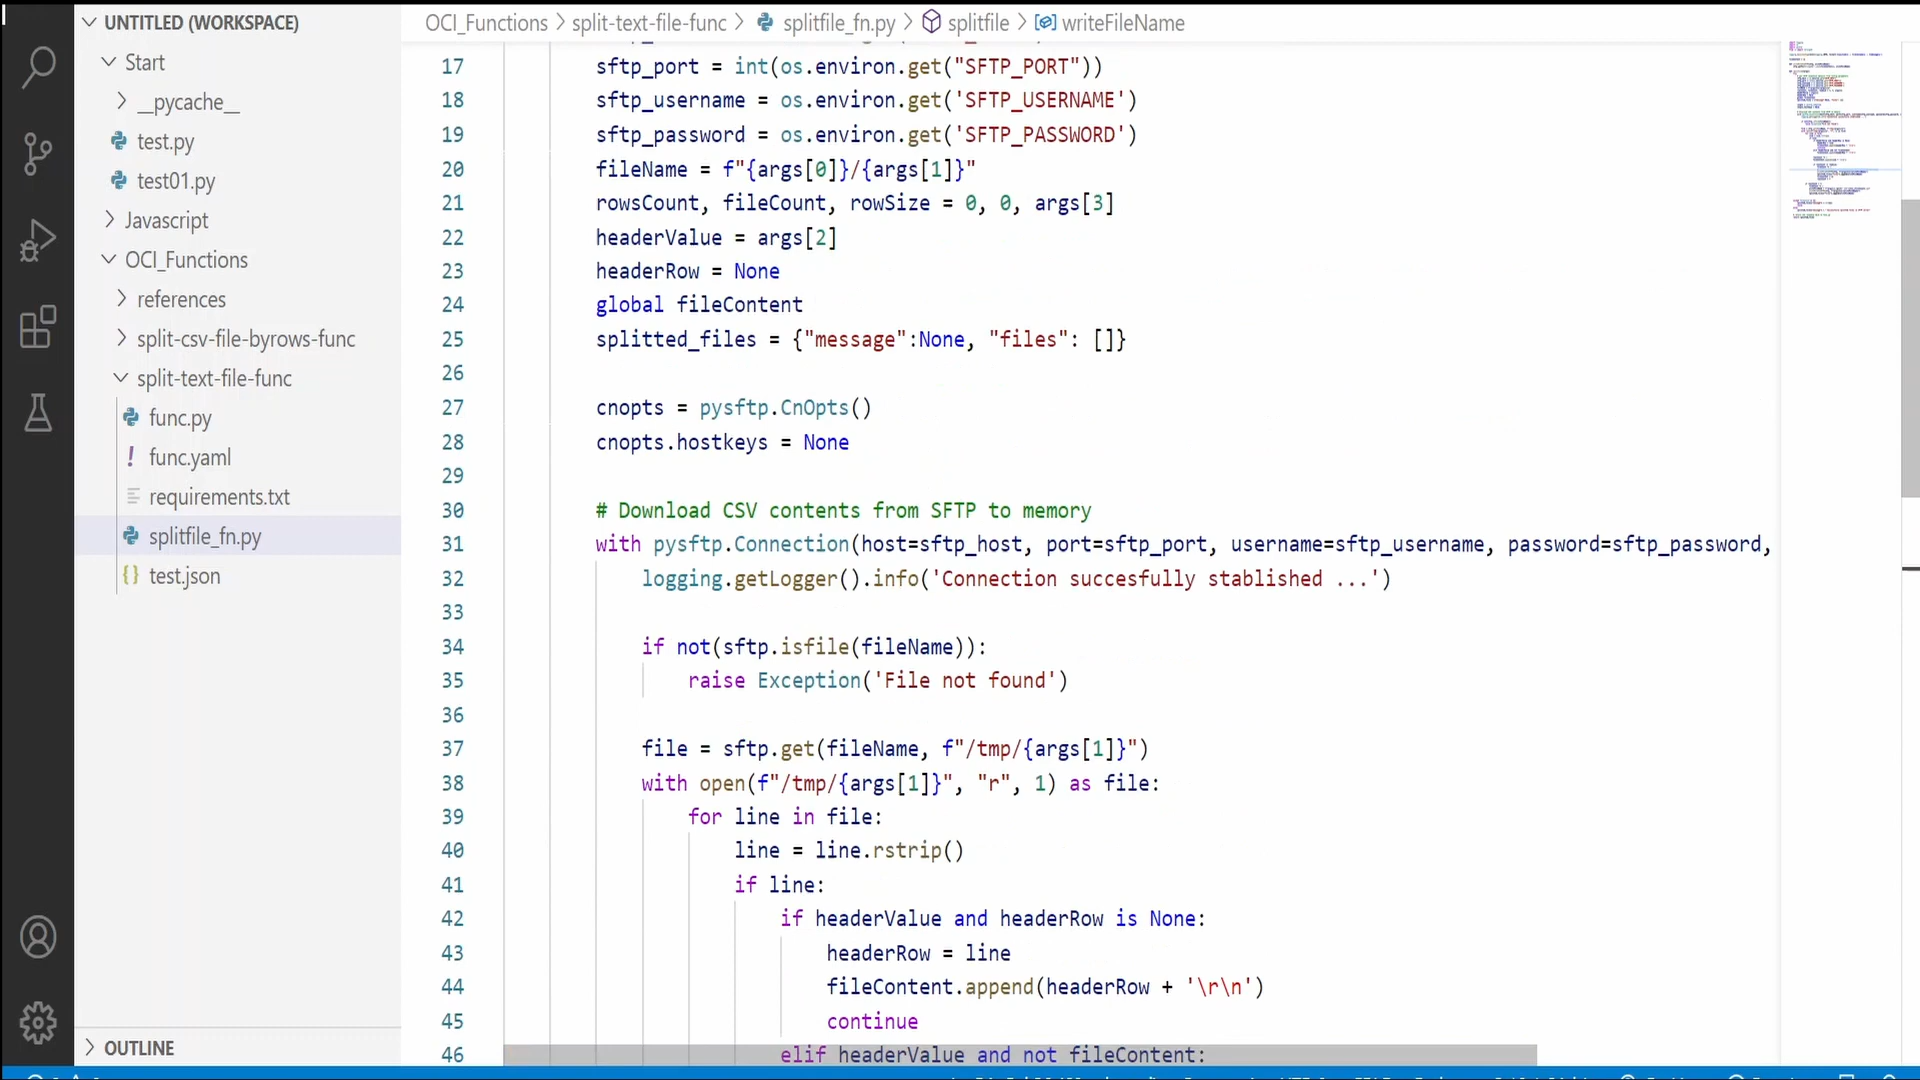 UNTITLED (WORKSPACE)
Start
__pycache__
test.py
test01.py
Javascript
OCI_Functions
references
split-csv-file-byrows-func
split-text-file-func
func.py
func.yaml
requirements.txt
splitfile_fn.py
test.json
OUTLINE
OCI_Functions > split-text-file-func > splitfile_fn.py > splitfile > writeFileName
17 sftp_port = int(os.environ.get("SFTP_PORT"))
18 sftp_username = os.environ.get('SFTP_USERNAME')
19 sftp_password = os.environ.get('SFTP_PASSWORD')
20 fileName = f"{args[0]}/{args[1]}"
21 rowsCount, fileCount, rowSize = 0, 0, args[3]
22 headerValue = args[2]
23 headerRow = None
24 global fileContent
25 splitted_files = {"message":None, "files": []}
26
27 cnopts = pysftp.CnOpts()
28 cnopts.hostkeys = None
29
30 # Download CSV contents from SFTP to memory
31 with pysftp.Connection(host=sftp_host, port=sftp_port, username=sftp_username, password=sftp_password,
32 logging.getLogger().info('Connection succesfully stablished ...')
33
34 if not(sftp.isfile(fileName)):
35 raise Exception('File not found')
36
37 file = sftp.get(fileName, f"/tmp/{args[1]}")
38 with open(f"/tmp/{args[1]}", "r", 1) as file:
39 for line in file:
40 line = line.rstrip()
41 if line:
42 if headerValue and headerRow is None:
43 headerRow = line
44 fileContent.append(headerRow + '\r\n')
45 continue
46 elif headerValue and not fileContent: